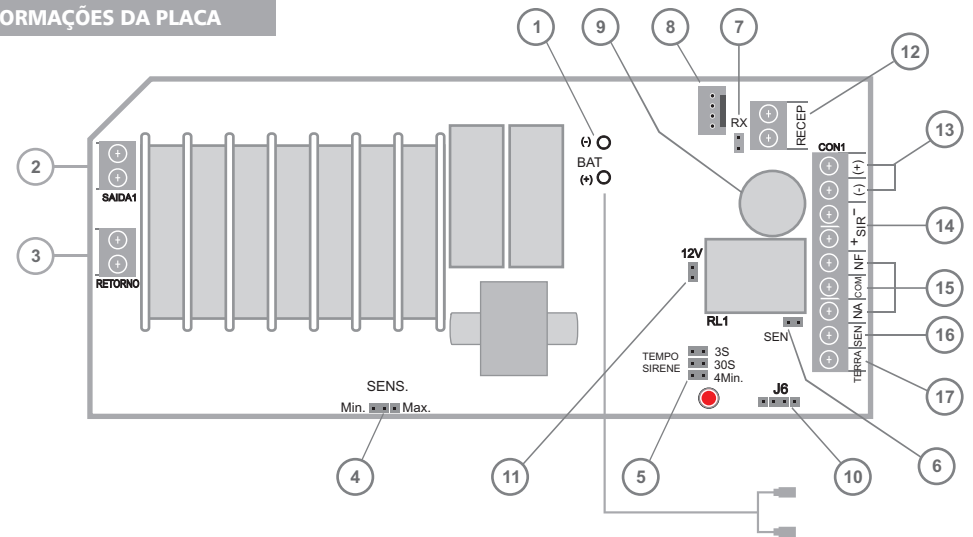 ORMAÇÕES DA PLACA
1
9
8
7
12
2
3
13
14
15
16
17
SAIDA1
RETORNO
(-)
BAT
(+)
RX
RECEP
CON1
(+)
(-)
+ SIR -
NF
COM
NA
SEN
TERRA
12V
RL1
SEN
TEMPO SIRENE
3S
30S
4Min.
J6
SENS.
Min. Max.
4
11
5
10
6